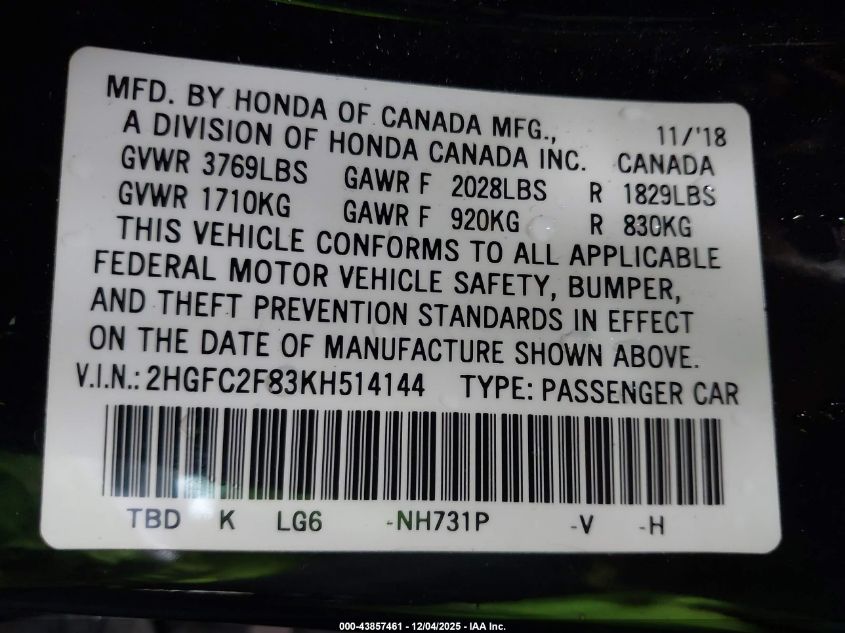 MFD. BY HONDA OF CANADA MFG., 11/'18
A DIVISION OF HONDA CANADA INC. CANADA
GVWR 3769LBS GAWR F 2028LBS R 1829LBS
GVWR 1710KG GAWR F 920KG R 830KG
THIS VEHICLE CONFORMS TO ALL APPLICABLE
FEDERAL MOTOR VEHICLE SAFETY, BUMPER,
AND THEFT PREVENTION STANDARDS IN EFFECT
ON THE DATE OF MANUFACTURE SHOWN ABOVE.
V.I.N.: 2HGFC2F83KH514144 TYPE: PASSENGER CAR
TBD K LG6 -NH731P -V -H
000-43857461 - 12/04/2025 - IAA Inc.